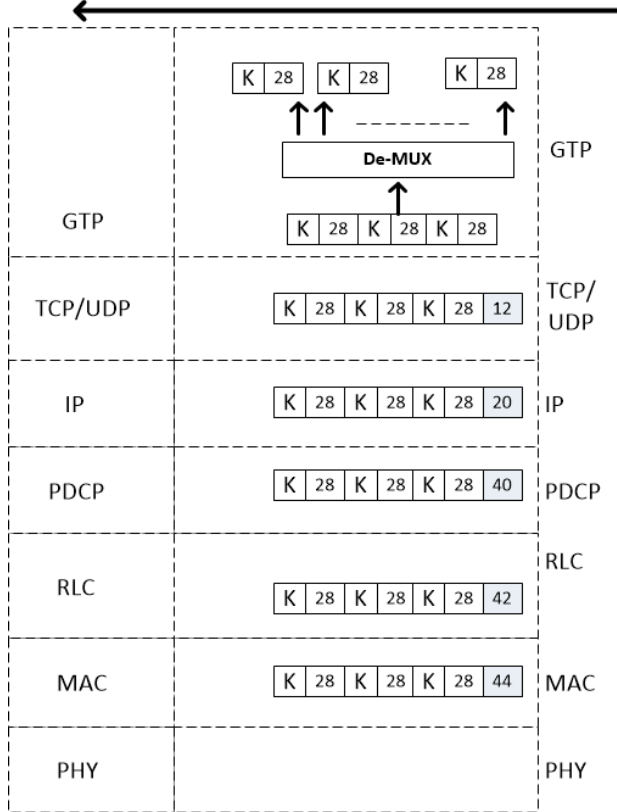 K 28 K 28 K 28
De-MUX
GTP
GTP
K 28 K 28 K 28
TCP/UDP
K 28 K 28 K 28 12
TCP/
UDP
IP
K 28 K 28 K 28 20
IP
PDCP
K 28 K 28 K 28 40
PDCP
RLC
RLC
K 28 K 28 K 28 42
MAC
K 28 K 28 K 28 44
MAC
PHY
PHY